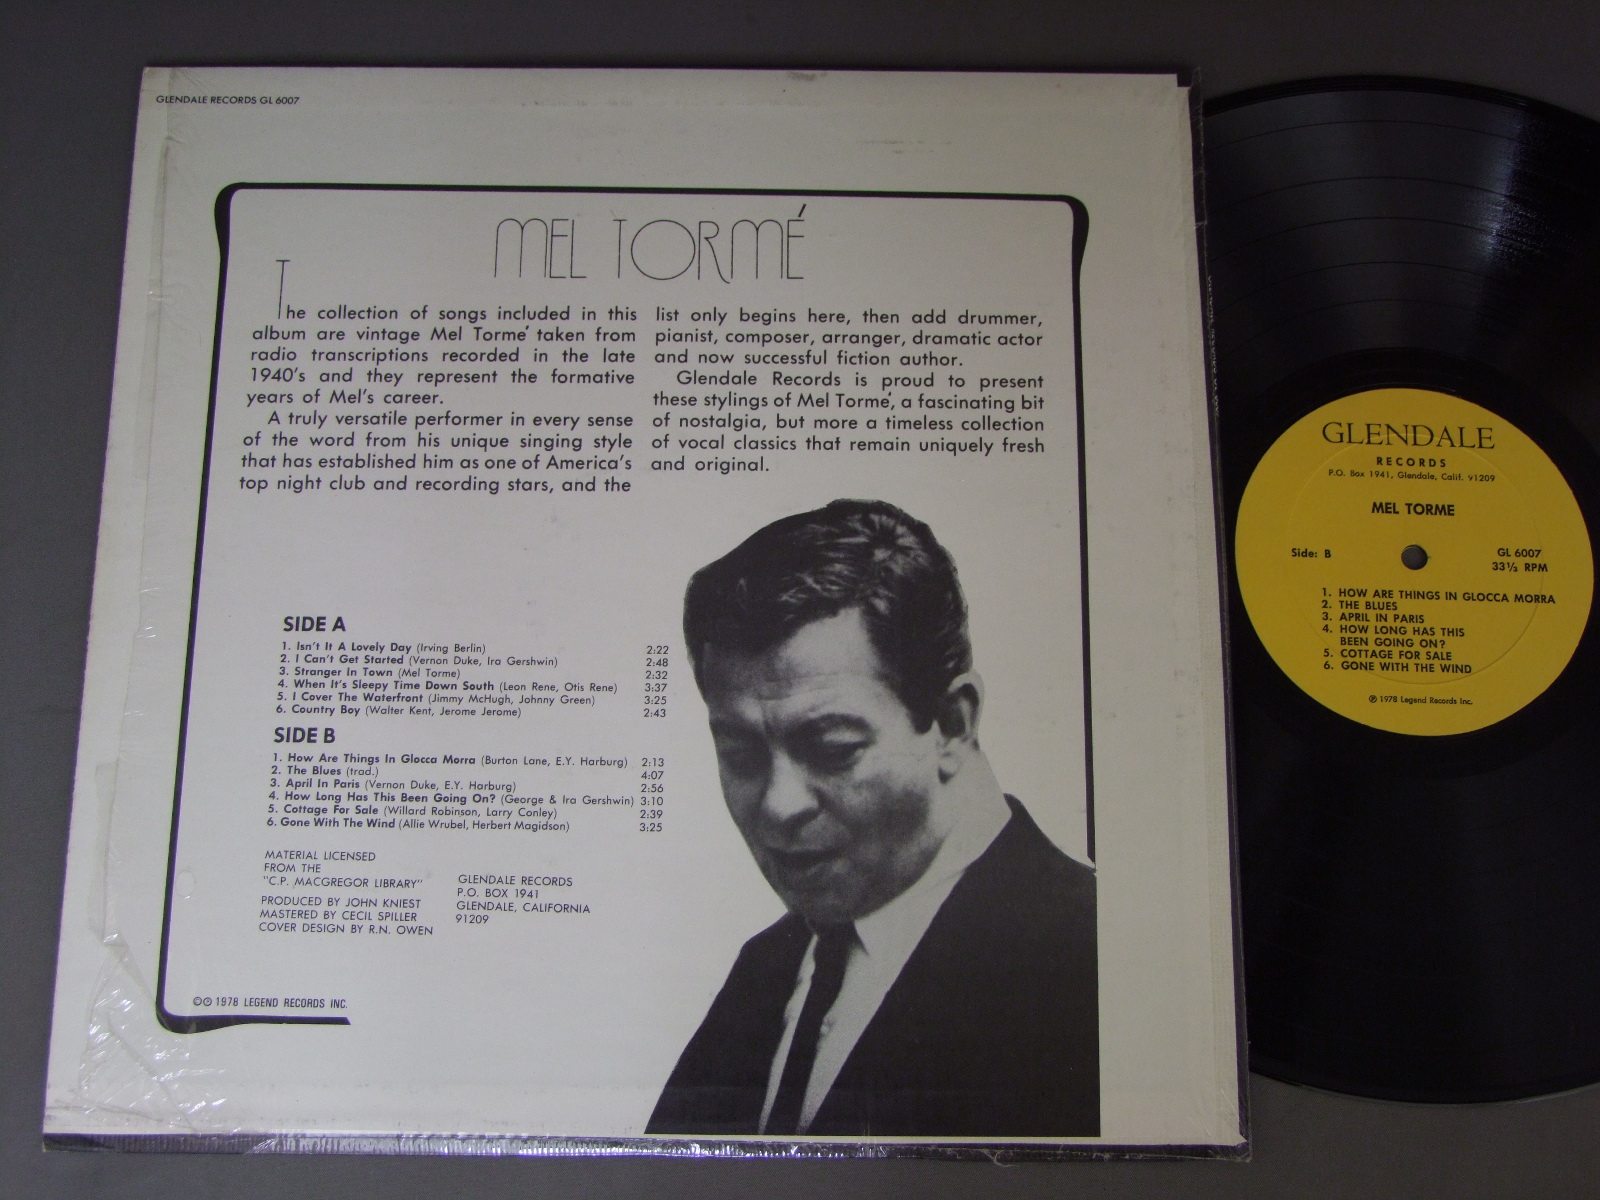 GLENDALE RECORDS GL 6007
MEL TORMÉ
The collection of songs included in this
album are vintage Mel Tormé taken from
radio transcriptions recorded in the late
1940's and they represent the formative
years of Mel's career.
A truly versatile performer in every sense
of the word from his unique singing style
that has established him as one of America's
top night club and recording stars, and the
list only begins here, then add drummer,
pianist, composer, arranger, dramatic actor
and now successful fiction author.
Glendale Records is proud to present
these stylings of Mel Tormé, a fascinating bit
of nostalgia, but more a timeless collection
of vocal classics that remain uniquely fresh
and original.
SIDE A
1. Isn't It A Lovely Day (Irving Berlin) 2:22
2. I Can't Get Started (Vernon Duke, Ira Gershwin) 2:48
3. Stranger In Town (Mel Torme) 2:32
4. When It's Sleepy Time Down South (Leon Rene, Otis Rene) 3:37
5. I Cover The Waterfront (Jimmy McHugh, Johnny Green) 3:25
6. Country Boy (Walter Kent, Jerome Jerome) 2:43
SIDE B
1. How Are Things In Glocca Morra (Burton Lane, E.Y. Harburg) 2:13
2. The Blues (trad.) 4:07
3. April In Paris (Vernon Duke, E.Y. Harburg) 2:56
4. How Long Has This Been Going On? (George & Ira Gershwin) 3:10
5. Cottage For Sale (Willard Robinson, Larry Conley) 2:39
6. Gone With The Wind (Allie Wrubel, Herbert Magidson) 3:25
MATERIAL LICENSED
FROM THE
"C.P. MACGREGOR LIBRARY"
PRODUCED BY JOHN KNIEST
MASTERED BY CECIL SPILLER
COVER DESIGN BY R.N. OWEN
GLENDALE RECORDS
P.O. BOX 1941
GLENDALE, CALIFORNIA
91209
©℗ 1978 LEGEND RECORDS INC.
GLENDALE
RECORDS
P.O. Box 1941, Glendale, Calif. 91209
MEL TORME
Side: B
GL 6007
33⅓ RPM
1. HOW ARE THINGS IN GLOCCA MORRA
2. THE BLUES
3. APRIL IN PARIS
4. HOW LONG HAS THIS
BEEN GOING ON?
5. COTTAGE FOR SALE
6. GONE WITH THE WIND
℗ 1978 Legend Records Inc.